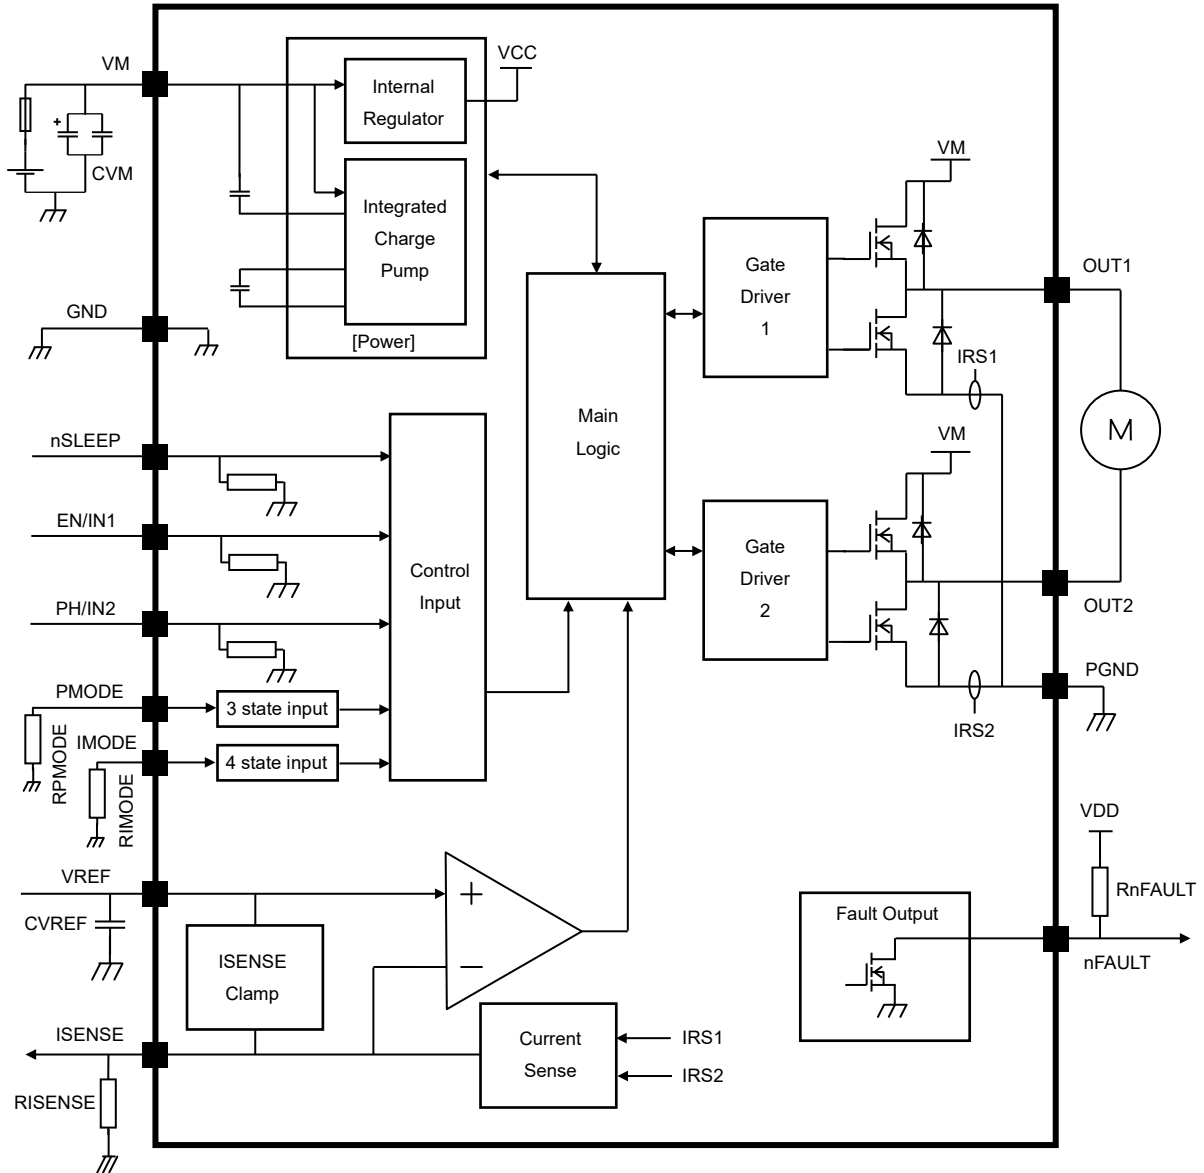 VM
+
CVM
Internal
Regulator
VCC
Integrated
Charge
Pump
[Power]
GND
nSLEEP
EN/IN1
PH/IN2
PMODE
RPMODE
IMODE
RIMODE
3 state input
4 state input
Control
Input
Main
Logic
Gate
Driver
1
VM
IRS1
OUT1
M
Gate
Driver
2
VM
OUT2
PGND
IRS2
VREF
CVREF
ISENSE
Clamp
+
−
ISENSE
RISENSE
Current
Sense
IRS1
IRS2
Fault Output
VDD
RnFAULT
nFAULT